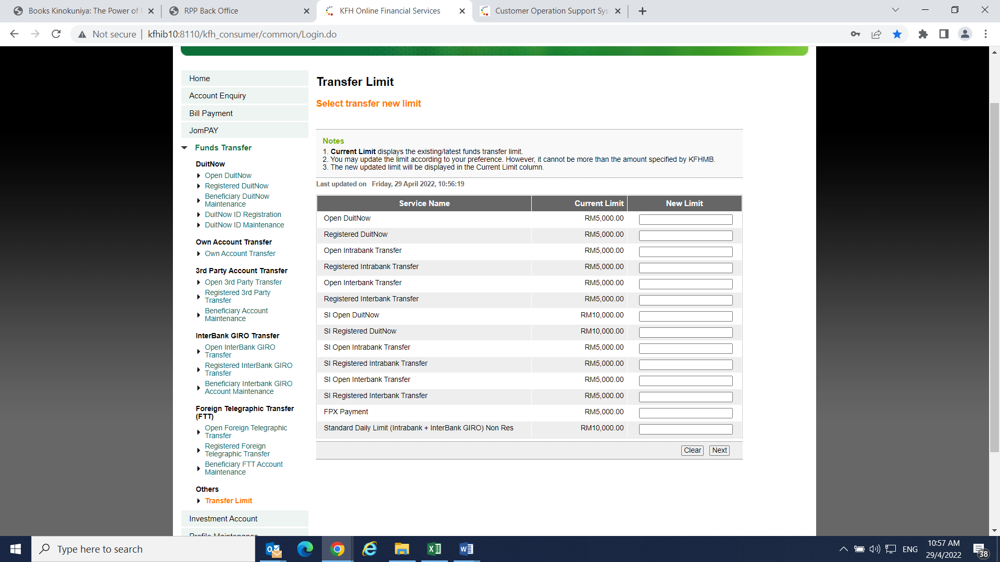 Books Kinokuniya: The Power of
RPP Back Office
KFH Online Financial Services
Customer Operation Support Sys
Not secure
kfhib10:8110/kfh_consumer/common/Login.do
Home
Account Enquiry
Bill Payment
JomPAY
Funds Transfer
DuitNow
Open DuitNow
Registered DuitNow
Beneficiary DuitNow
Maintenance
DuitNow ID Registration
DuitNow ID Maintenance
Own Account Transfer
Own Account Transfer
3rd Party Account Transfer
Open 3rd Party Transfer
Registered 3rd Party
Transfer
Beneficiary Account
Maintenance
InterBank GIRO Transfer
Open InterBank GIRO
Transfer
Registered InterBank GIRO
Transfer
Beneficiary Interbank GIRO
Account Maintenance
Foreign Telegraphic Transfer
(FTT)
Open Foreign Telegraphic
Transfer
Registered Foreign
Telegraphic Transfer
Beneficiary FTT Account
Maintenance
Others
Transfer Limit
Investment Account
Profile Maintenance
Transfer Limit
Select transfer new limit
Notes
1. Current Limit displays the existing/latest funds transfer limit.
2. You may update the limit according to your preference. However, it cannot be more than the amount specified by KFHMB.
3. The new updated limit will be displayed in the Current Limit column.
Last updated on Friday, 29 April 2022, 10:56:19
Service Name Current Limit New Limit
Open DuitNow RM5,000.00
Registered DuitNow RM5,000.00
Open Intrabank Transfer RM5,000.00
Registered Intrabank Transfer RM5,000.00
Open Interbank Transfer RM5,000.00
Registered Interbank Transfer RM5,000.00
SI Open DuitNow RM10,000.00
SI Registered DuitNow RM10,000.00
SI Open Intrabank Transfer RM5,000.00
SI Registered Intrabank Transfer RM5,000.00
SI Open Interbank Transfer RM5,000.00
SI Registered Interbank Transfer RM5,000.00
FPX Payment RM5,000.00
Standard Daily Limit (Intrabank + InterBank GIRO) Non Res RM10,000.00
Clear Next
Type here to search
ENG
10:57 AM
29/4/2022
38